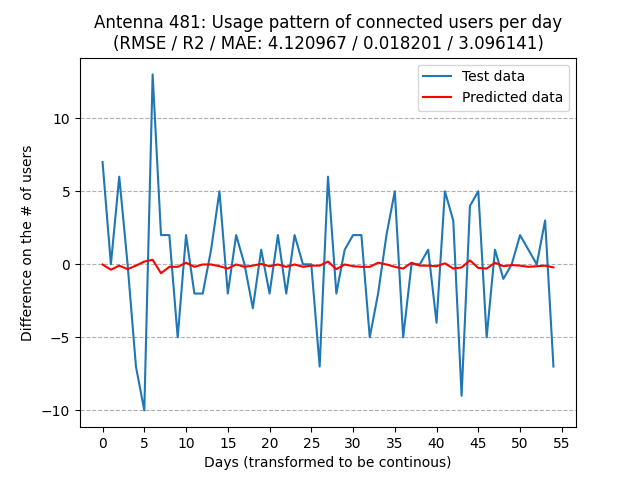 Antenna 481: Usage pattern of connected users per day
(RMSE / R2 / MAE: 4.120967 / 0.018201 / 3.096141)
Test data
Predicted data
Difference on the # of users
10
5
0
−5
−10
0 5 10 15 20 25 30 35 40 45 50 55
Days (transformed to be continous)